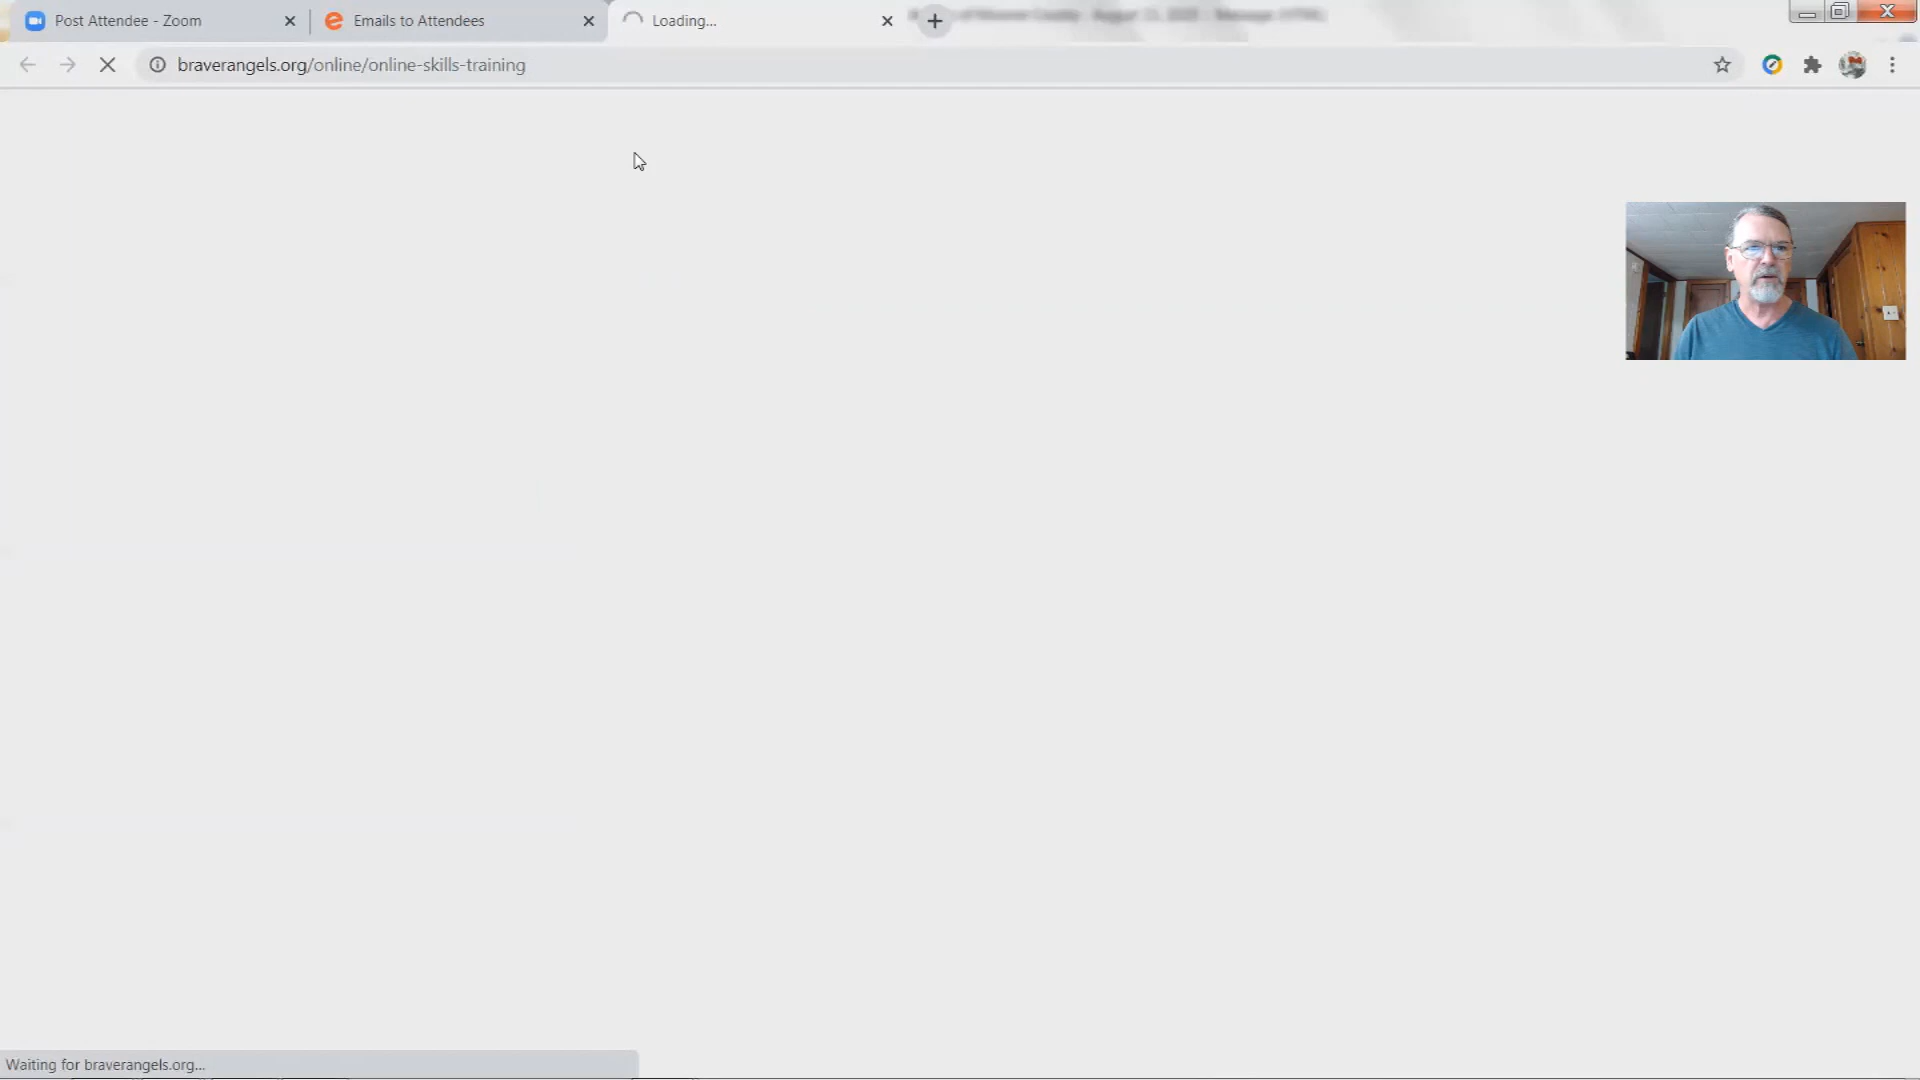 Post Attendee - Zoom
Emails to Attendees
Loading...
braverangels.org/online/online-skills-training
Waiting for braverangels.org...